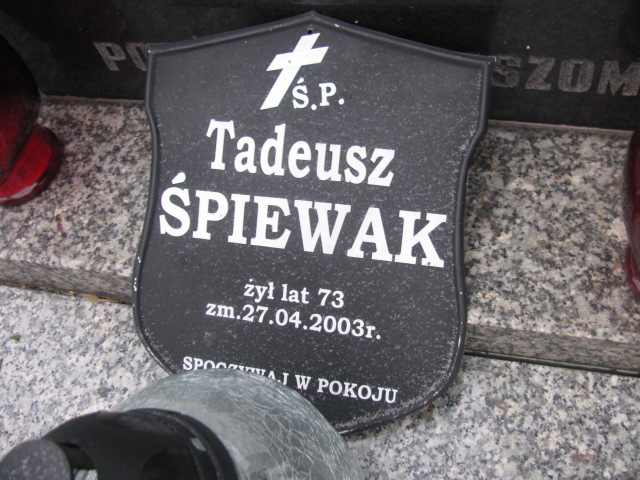 Ś.P.
Tadeusz
ŚPIEWAK
żył lat 73
zm.27.04.2003r.
SPOCZYWAJ W POKOJU